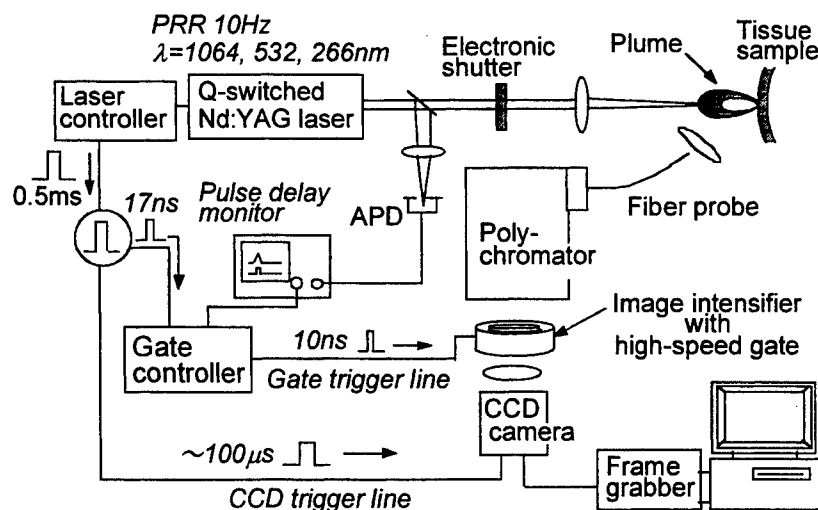 PRR 10Hz
λ=1064, 532, 266nm
Electronic
shutter
Plume
Tissue
sample
Laser
controller
Q-switched
Nd:YAG laser
0.5ms
17ns
Pulse delay
monitor
APD
Fiber probe
Poly-
chromator
Gate
controller
10ns
Gate trigger line
Image intensifier
with
high-speed gate
CCD
camera
~100μs
CCD trigger line
Frame
grabber